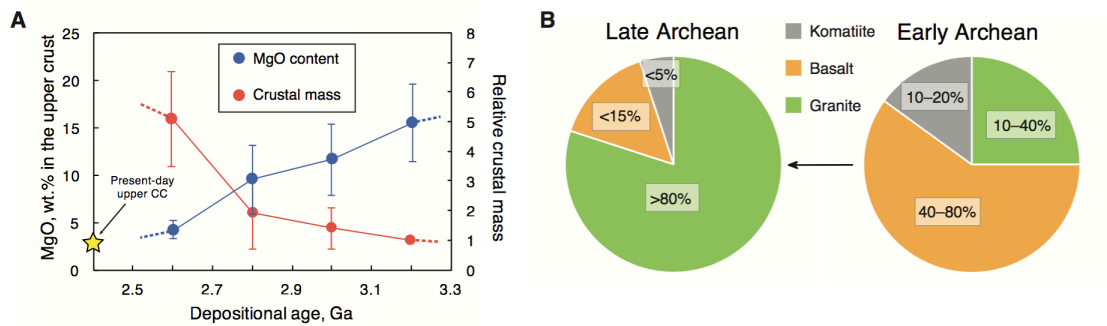 A
MgO, wt.% in the upper crust
25
20
15
10
5
0
MgO content
Crustal mass
Present-day
upper CC
2.5
2.7
2.9
3.1
3.3
Depositional age, Ga
8
7
6
5
4
3
2
1
0
Relative crustal mass
B
Late Archean
<5%
<15%
>80%
Komatiite
Basalt
Granite
Early Archean
10–20%
10–40%
40–80%